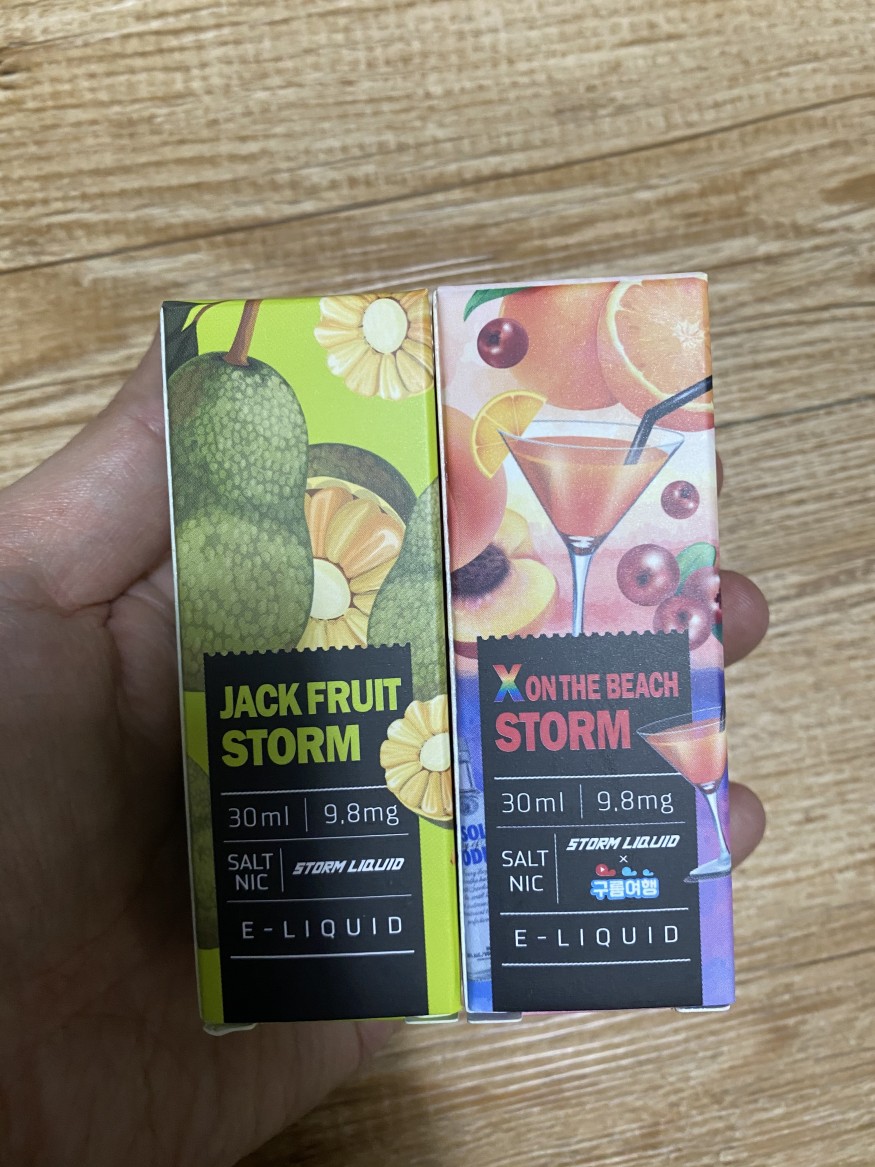 JACK FRUIT
STORM
30ml 9,8mg
SALT
NIC
STORM LIQUID
E-LIQUID
X ON THE BEACH
STORM
30ml 9,8mg
SALT
NIC
STORM LIQUID
×
구름여행
E-LIQUID